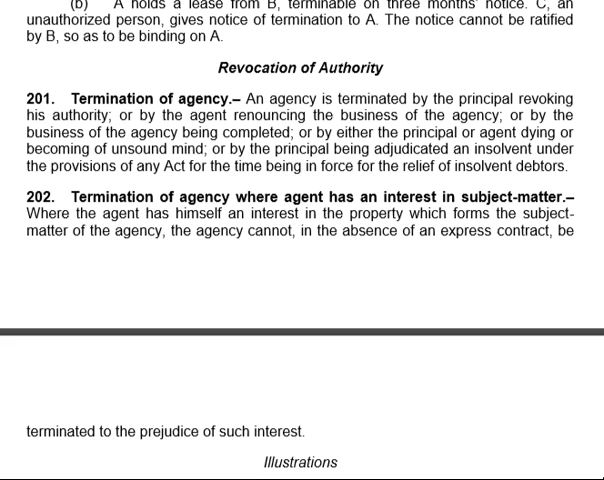 (b) A holds a lease from B, terminable on three months' notice. C, an
unauthorized person, gives notice of termination to A. The notice cannot be ratified
by B, so as to be binding on A.
Revocation of Authority
201. Termination of agency.– An agency is terminated by the principal revoking
his authority; or by the agent renouncing the business of the agency; or by the
business of the agency being completed; or by either the principal or agent dying or
becoming of unsound mind; or by the principal being adjudicated an insolvent under
the provisions of any Act for the time being in force for the relief of insolvent debtors.
202. Termination of agency where agent has an interest in subject-matter.–
Where the agent has himself an interest in the property which forms the subject-
matter of the agency, the agency cannot, in the absence of an express contract, be
terminated to the prejudice of such interest.
Illustrations